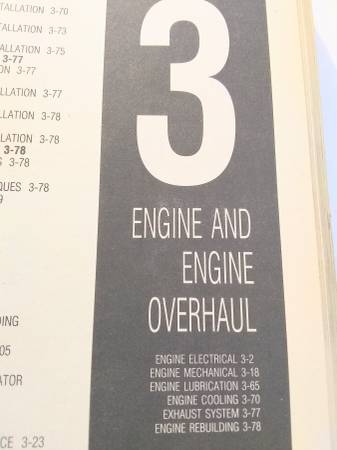 TALLATION 3-70
TALLATION 3-73
TALLATION 3-75
3-77
ON 3-77
ALLATION 3-77
LLATION 3-78
LATION 3-78
3-78
S 3-78
QUES 3-78
9
DING
05
ATOR
CE 3-23
3
ENGINE AND
ENGINE
OVERHAUL
ENGINE ELECTRICAL 3-2
ENGINE MECHANICAL 3-18
ENGINE LUBRICATION 3-65
ENGINE COOLING 3-70
EXHAUST SYSTEM 3-77
ENGINE REBUILDING 3-78